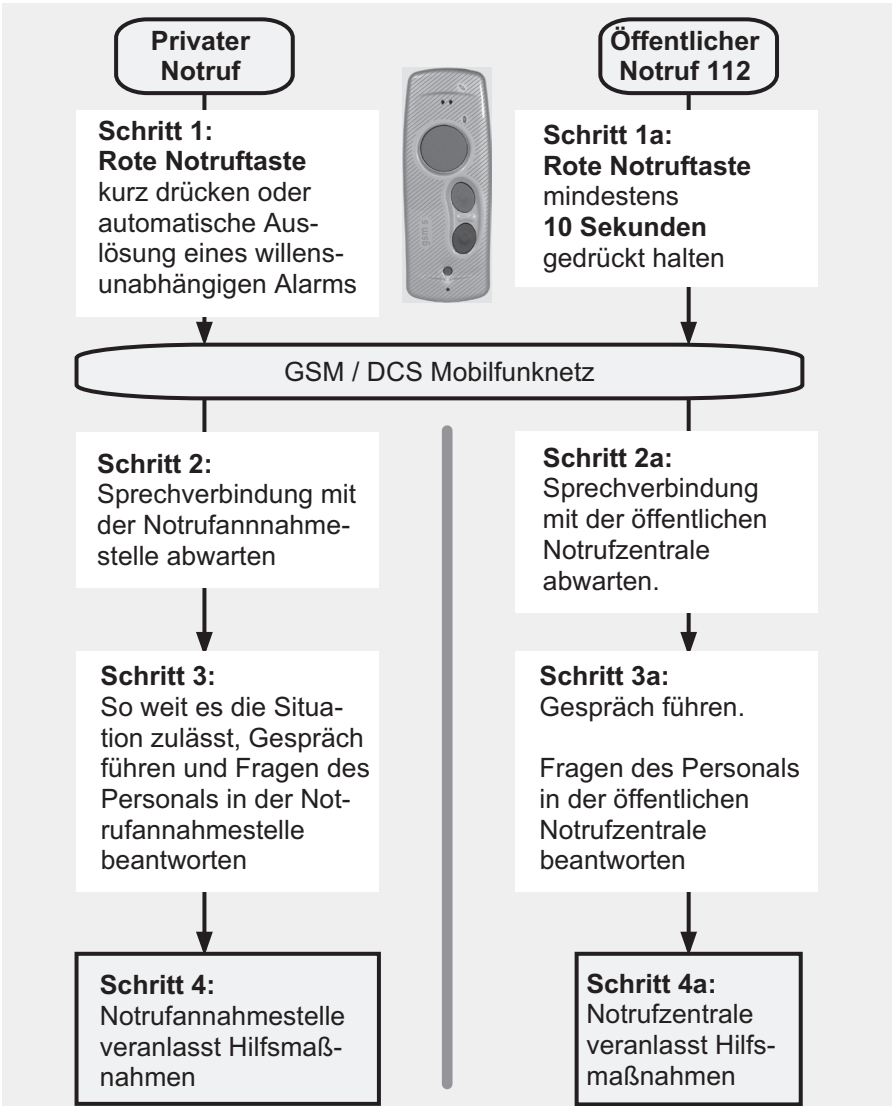 Privater
Notruf
Schritt 1:
Rote Notruftaste
kurz drücken oder
automatische Aus-
lösung eines willens-
unabhängigen Alarms
gsm s
Öffentlicher
Notruf 112
Schritt 1a:
Rote Notruftaste
mindestens
10 Sekunden
gedrückt halten
GSM / DCS Mobilfunknetz
Schritt 2:
Sprechverbindung mit
der Notrufannnahme-
stelle abwarten
Schritt 2a:
Sprechverbindung
mit der öffentlichen
Notrufzentrale
abwarten.
Schritt 3:
So weit es die Situa-
tion zulässt, Gespräch
führen und Fragen des
Personals in der Not-
rufannahmestelle
beantworten
Schritt 3a:
Gespräch führen.
Fragen des Personals
in der öffentlichen
Notrufzentrale
beantworten
Schritt 4:
Notrufannahmestelle
veranlasst Hilfsmaß-
nahmen
Schritt 4a:
Notrufzentrale
veranlasst Hilfs-
maßnahmen